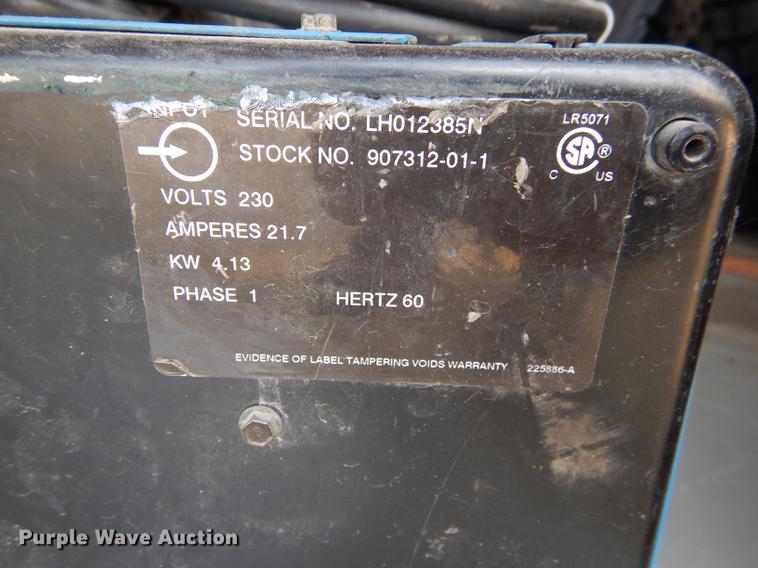 INPUT SERIAL NO. LH012385N LR5071
STOCK NO. 907312-01-1
SA ®
C US
VOLTS 230
AMPERES 21.7
KW 4.13
PHASE 1 HERTZ 60
EVIDENCE OF LABEL TAMPERING VOIDS WARRANTY 225886-A
Purple Wave Auction